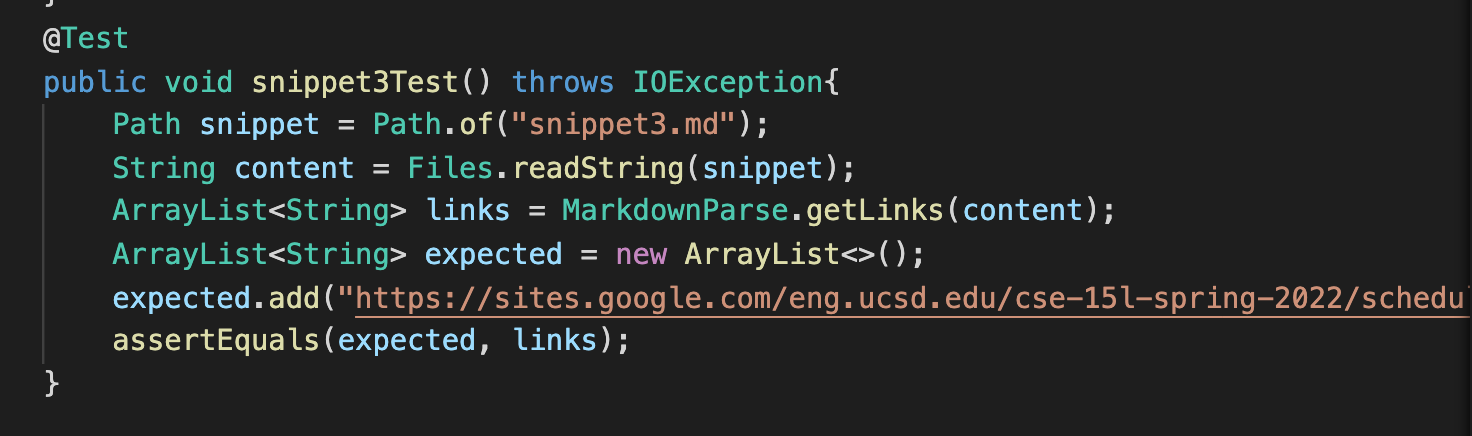 }
@Test
public void snippet3Test() throws IOException{
Path snippet = Path.of("snippet3.md");
String content = Files.readString(snippet);
ArrayList<String> links = MarkdownParse.getLinks(content);
ArrayList<String> expected = new ArrayList<>();
expected.add("https://sites.google.com/eng.ucsd.edu/cse-15l-spring-2022/schedu
assertEquals(expected, links);
}